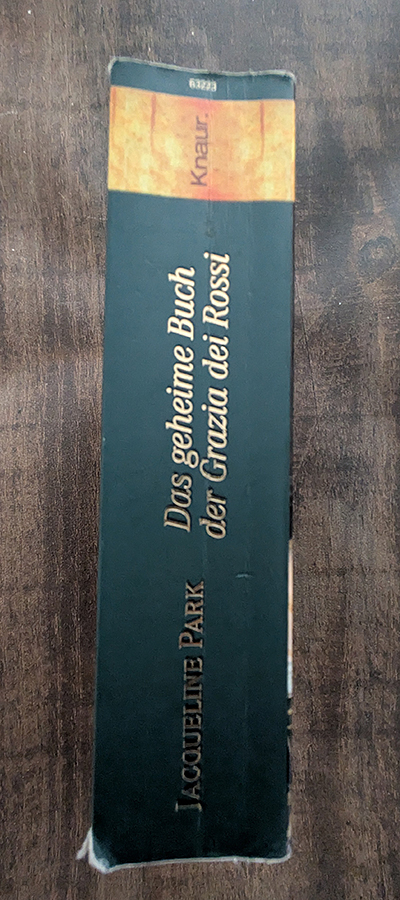 63223
Knaur.
Das geheime Buch
der Grazia dei Rossi
JACQUELINE PARK